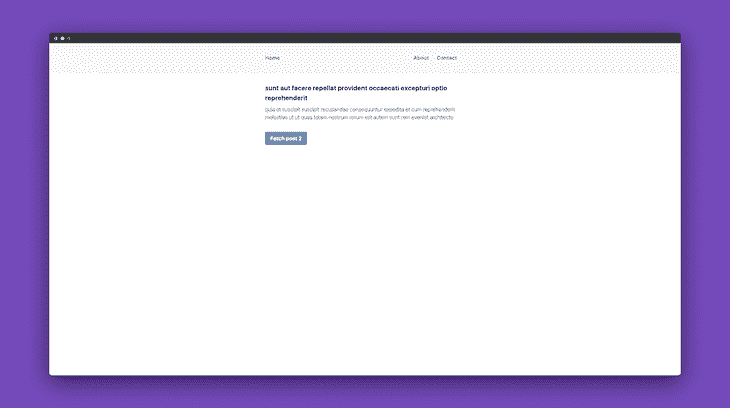 Home About Contact
sunt aut facere repellat provident occaecati excepturi optio
reprehenderit
quia et suscipit suscipit recusandae consequuntur expedita et cum reprehenderit
molestiae ut ut quas totam nostrum rerum est autem sunt rem eveniet architecto
Fetch post 2